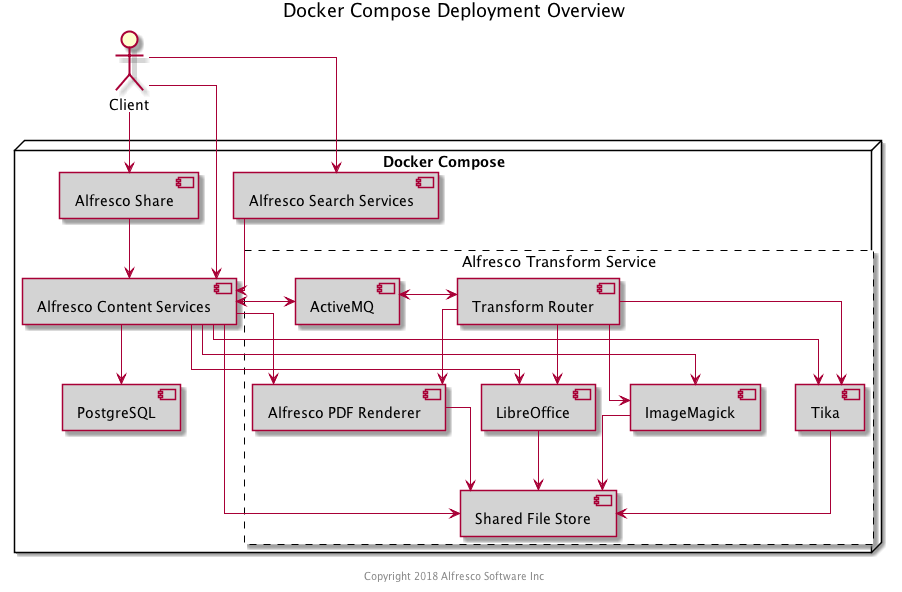 Docker Compose Deployment Overview
Client
Docker Compose
Alfresco Share
Alfresco Search Services
Alfresco Transform Service
Alfresco Content Services
ActiveMQ
Transform Router
PostgreSQL
Alfresco PDF Renderer
LibreOffice
ImageMagick
Tika
Shared File Store
Copyright 2018 Alfresco Software Inc